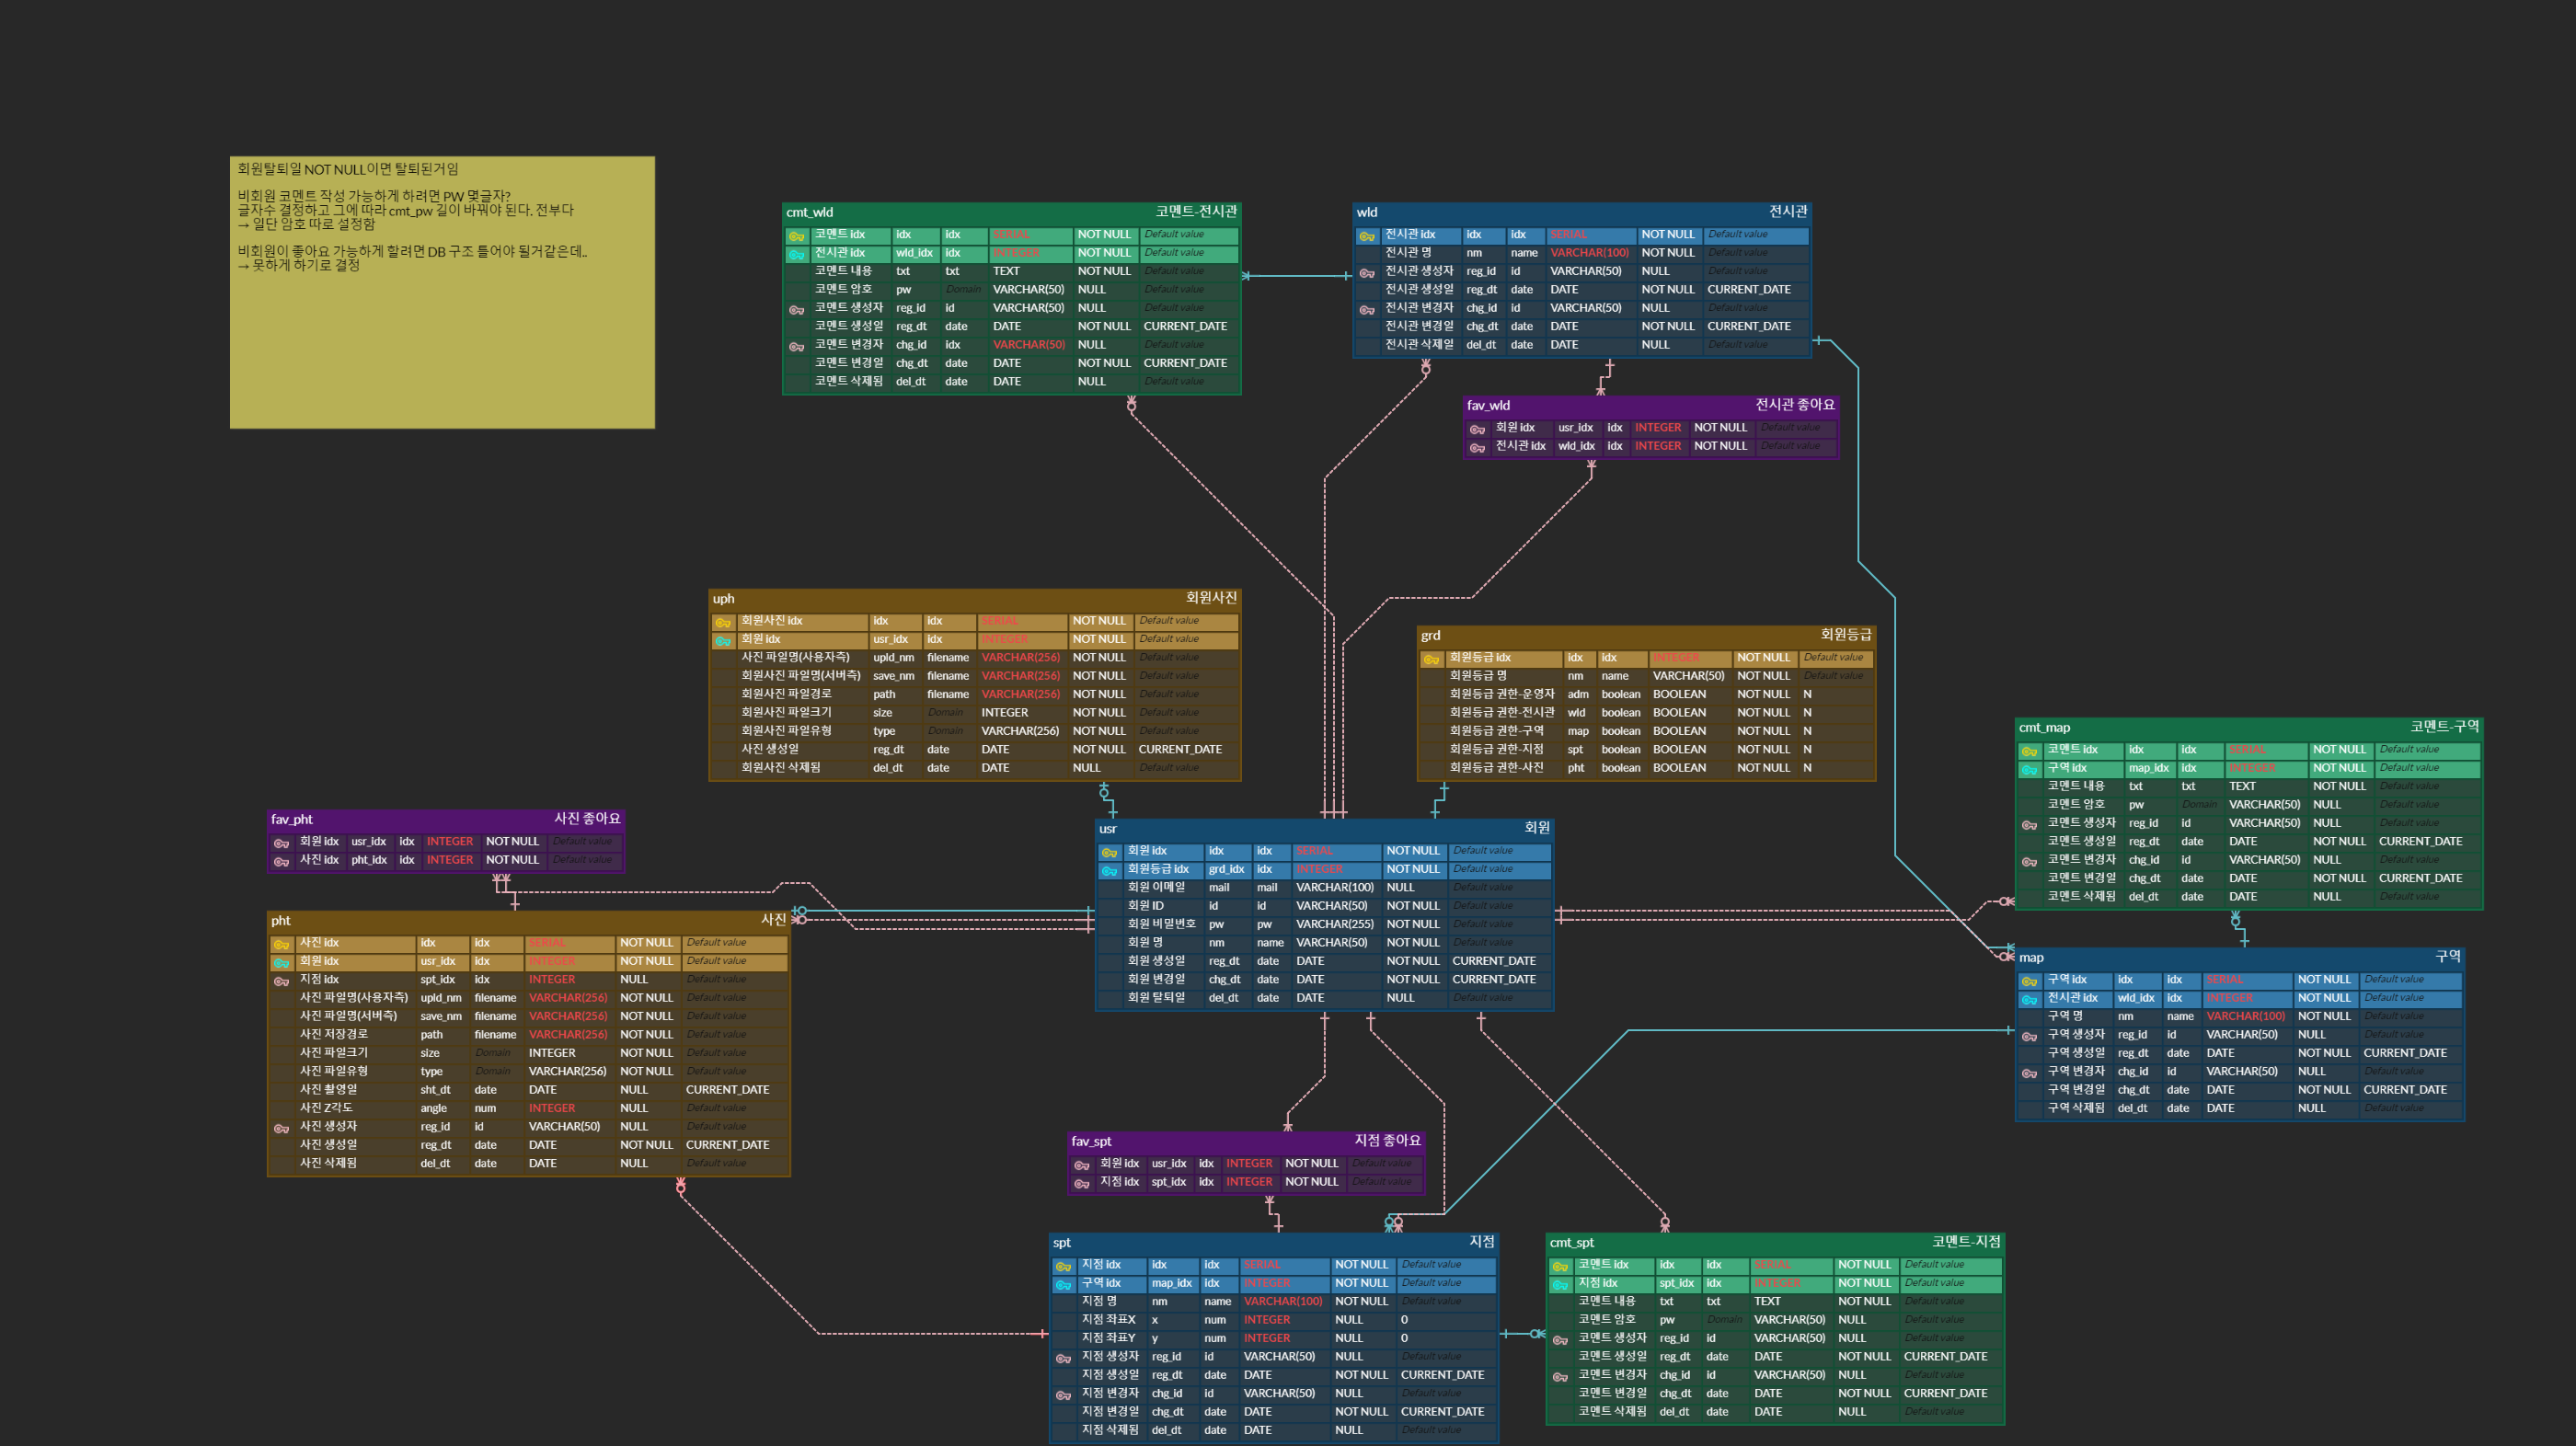 회원탈퇴일 NOT NULL이면 탈퇴된거임
비회원 코멘트 작성 가능하게 하려면 PW 몇글자?
글자수 결정하고 그에 따라 cmt_pw 길이 바꿔야 된다. 전부다
→ 일단 암호 따로 설정함
비회원이 좋아요 가능하게 할려면 DB 구조 틀어야 될거같은데..
→ 못하게 하기로 결정
cmt_wld 코멘트-전시관
코멘트 idx idx idx SERIAL NOT NULL Default value
전시관 idx wld_idx idx INTEGER NOT NULL Default value
코멘트 내용 txt txt TEXT NOT NULL Default value
코멘트 암호 pw Domain VARCHAR(50) NULL Default value
코멘트 생성자 reg_id id VARCHAR(50) NULL Default value
코멘트 생성일 reg_dt date DATE NOT NULL CURRENT_DATE
코멘트 변경자 chg_id idx VARCHAR(50) NULL Default value
코멘트 변경일 chg_dt date DATE NOT NULL CURRENT_DATE
코멘트 삭제됨 del_dt date DATE NULL Default value
wld 전시관
전시관 idx idx idx SERIAL NOT NULL Default value
전시관 명 nm name VARCHAR(100) NOT NULL Default value
전시관 생성자 reg_id id VARCHAR(50) NULL Default value
전시관 생성일 reg_dt date DATE NOT NULL CURRENT_DATE
전시관 변경자 chg_id id VARCHAR(50) NULL Default value
전시관 변경일 chg_dt date DATE NOT NULL CURRENT_DATE
전시관 삭제일 del_dt date DATE NULL Default value
fav_wld 전시관 좋아요
회원 idx usr_idx idx INTEGER NOT NULL Default value
전시관 idx wld_idx idx INTEGER NOT NULL Default value
uph 회원사진
회원사진 idx idx idx SERIAL NOT NULL Default value
회원 idx usr_idx idx INTEGER NOT NULL Default value
사진 파일명(사용자측) upld_nm filename VARCHAR(256) NOT NULL Default value
회원사진 파일명(서버측) save_nm filename VARCHAR(256) NOT NULL Default value
회원사진 파일경로 path filename VARCHAR(256) NOT NULL Default value
회원사진 파일크기 size Domain INTEGER NOT NULL Default value
회원사진 파일유형 type Domain VARCHAR(256) NOT NULL Default value
사진 생성일 reg_dt date DATE NOT NULL CURRENT_DATE
회원사진 삭제됨 del_dt date DATE NULL Default value
grd 회원등급
회원등급 idx idx idx INTEGER NOT NULL Default value
회원등급 명 nm name VARCHAR(50) NOT NULL Default value
회원등급 권한-운영자 adm boolean BOOLEAN NOT NULL N
회원등급 권한-전시관 wld boolean BOOLEAN NOT NULL N
회원등급 권한-구역 map boolean BOOLEAN NOT NULL N
회원등급 권한-지점 spt boolean BOOLEAN NOT NULL N
회원등급 권한-사진 pht boolean BOOLEAN NOT NULL N
cmt_map 코멘트-구역
코멘트 idx idx idx SERIAL NOT NULL Default value
구역 idx map_idx idx INTEGER NOT NULL Default value
코멘트 내용 txt txt TEXT NOT NULL Default value
코멘트 암호 pw Domain VARCHAR(50) NULL Default value
코멘트 생성자 reg_id id VARCHAR(50) NULL Default value
코멘트 생성일 reg_dt date DATE NOT NULL CURRENT_DATE
코멘트 변경자 chg_id id VARCHAR(50) NULL Default value
코멘트 변경일 chg_dt date DATE NOT NULL CURRENT_DATE
코멘트 삭제됨 del_dt date DATE NULL Default value
fav_pht 사진 좋아요
회원 idx usr_idx idx INTEGER NOT NULL Default value
사진 idx pht_idx idx INTEGER NOT NULL Default value
usr 회원
회원 idx idx idx SERIAL NOT NULL Default value
회원등급 idx grd_idx idx INTEGER NOT NULL Default value
회원 이메일 mail mail VARCHAR(100) NULL Default value
회원 ID id id VARCHAR(50) NOT NULL Default value
회원 비밀번호 pw pw VARCHAR(255) NOT NULL Default value
회원 명 nm name VARCHAR(50) NOT NULL Default value
회원 생성일 reg_dt date DATE NOT NULL CURRENT_DATE
회원 변경일 chg_dt date DATE NOT NULL CURRENT_DATE
회원 탈퇴일 del_dt date DATE NULL Default value
pht 사진
사진 idx idx idx SERIAL NOT NULL Default value
회원 idx usr_idx idx INTEGER NOT NULL Default value
지점 idx spt_idx idx INTEGER NULL Default value
사진 파일명(사용자측) upld_nm filename VARCHAR(256) NOT NULL Default value
사진 파일명(서버측) save_nm filename VARCHAR(256) NOT NULL Default value
사진 저장경로 path filename VARCHAR(256) NOT NULL Default value
사진 파일크기 size Domain INTEGER NOT NULL Default value
사진 파일유형 type Domain VARCHAR(256) NOT NULL Default value
사진 촬영일 sht_dt date DATE NULL CURRENT_DATE
사진 Z각도 angle num INTEGER NULL Default value
사진 생성자 reg_id id VARCHAR(50) NULL Default value
사진 생성일 reg_dt date DATE NOT NULL CURRENT_DATE
사진 삭제됨 del_dt date DATE NULL Default value
map 구역
구역 idx idx idx SERIAL NOT NULL Default value
전시관 idx wld_idx idx INTEGER NOT NULL Default value
구역 명 nm name VARCHAR(100) NOT NULL Default value
구역 생성자 reg_id id VARCHAR(50) NULL Default value
구역 생성일 reg_dt date DATE NOT NULL CURRENT_DATE
구역 변경자 chg_id id VARCHAR(50) NULL Default value
구역 변경일 chg_dt date DATE NOT NULL CURRENT_DATE
구역 삭제됨 del_dt date DATE NULL Default value
fav_spt 지점 좋아요
회원 idx usr_idx idx INTEGER NOT NULL Default value
지점 idx spt_idx idx INTEGER NOT NULL Default value
spt 지점
지점 idx idx idx SERIAL NOT NULL Default value
구역 idx map_idx idx INTEGER NOT NULL Default value
지점 명 nm name VARCHAR(100) NOT NULL Default value
지점 좌표X x num INTEGER NULL 0
지점 좌표Y y num INTEGER NULL 0
지점 생성자 reg_id id VARCHAR(50) NULL Default value
지점 생성일 reg_dt date DATE NOT NULL CURRENT_DATE
지점 변경자 chg_id id VARCHAR(50) NULL Default value
지점 변경일 chg_dt date DATE NOT NULL CURRENT_DATE
지점 삭제됨 del_dt date DATE NULL Default value
cmt_spt 코멘트-지점
코멘트 idx idx idx SERIAL NOT NULL Default value
지점 idx spt_idx idx INTEGER NOT NULL Default value
코멘트 내용 txt txt TEXT NOT NULL Default value
코멘트 암호 pw Domain VARCHAR(50) NULL Default value
코멘트 생성자 reg_id id VARCHAR(50) NULL Default value
코멘트 생성일 reg_dt date DATE NOT NULL CURRENT_DATE
코멘트 변경자 chg_id id VARCHAR(50) NULL Default value
코멘트 변경일 chg_dt date DATE NOT NULL CURRENT_DATE
코멘트 삭제됨 del_dt date DATE NULL Default value